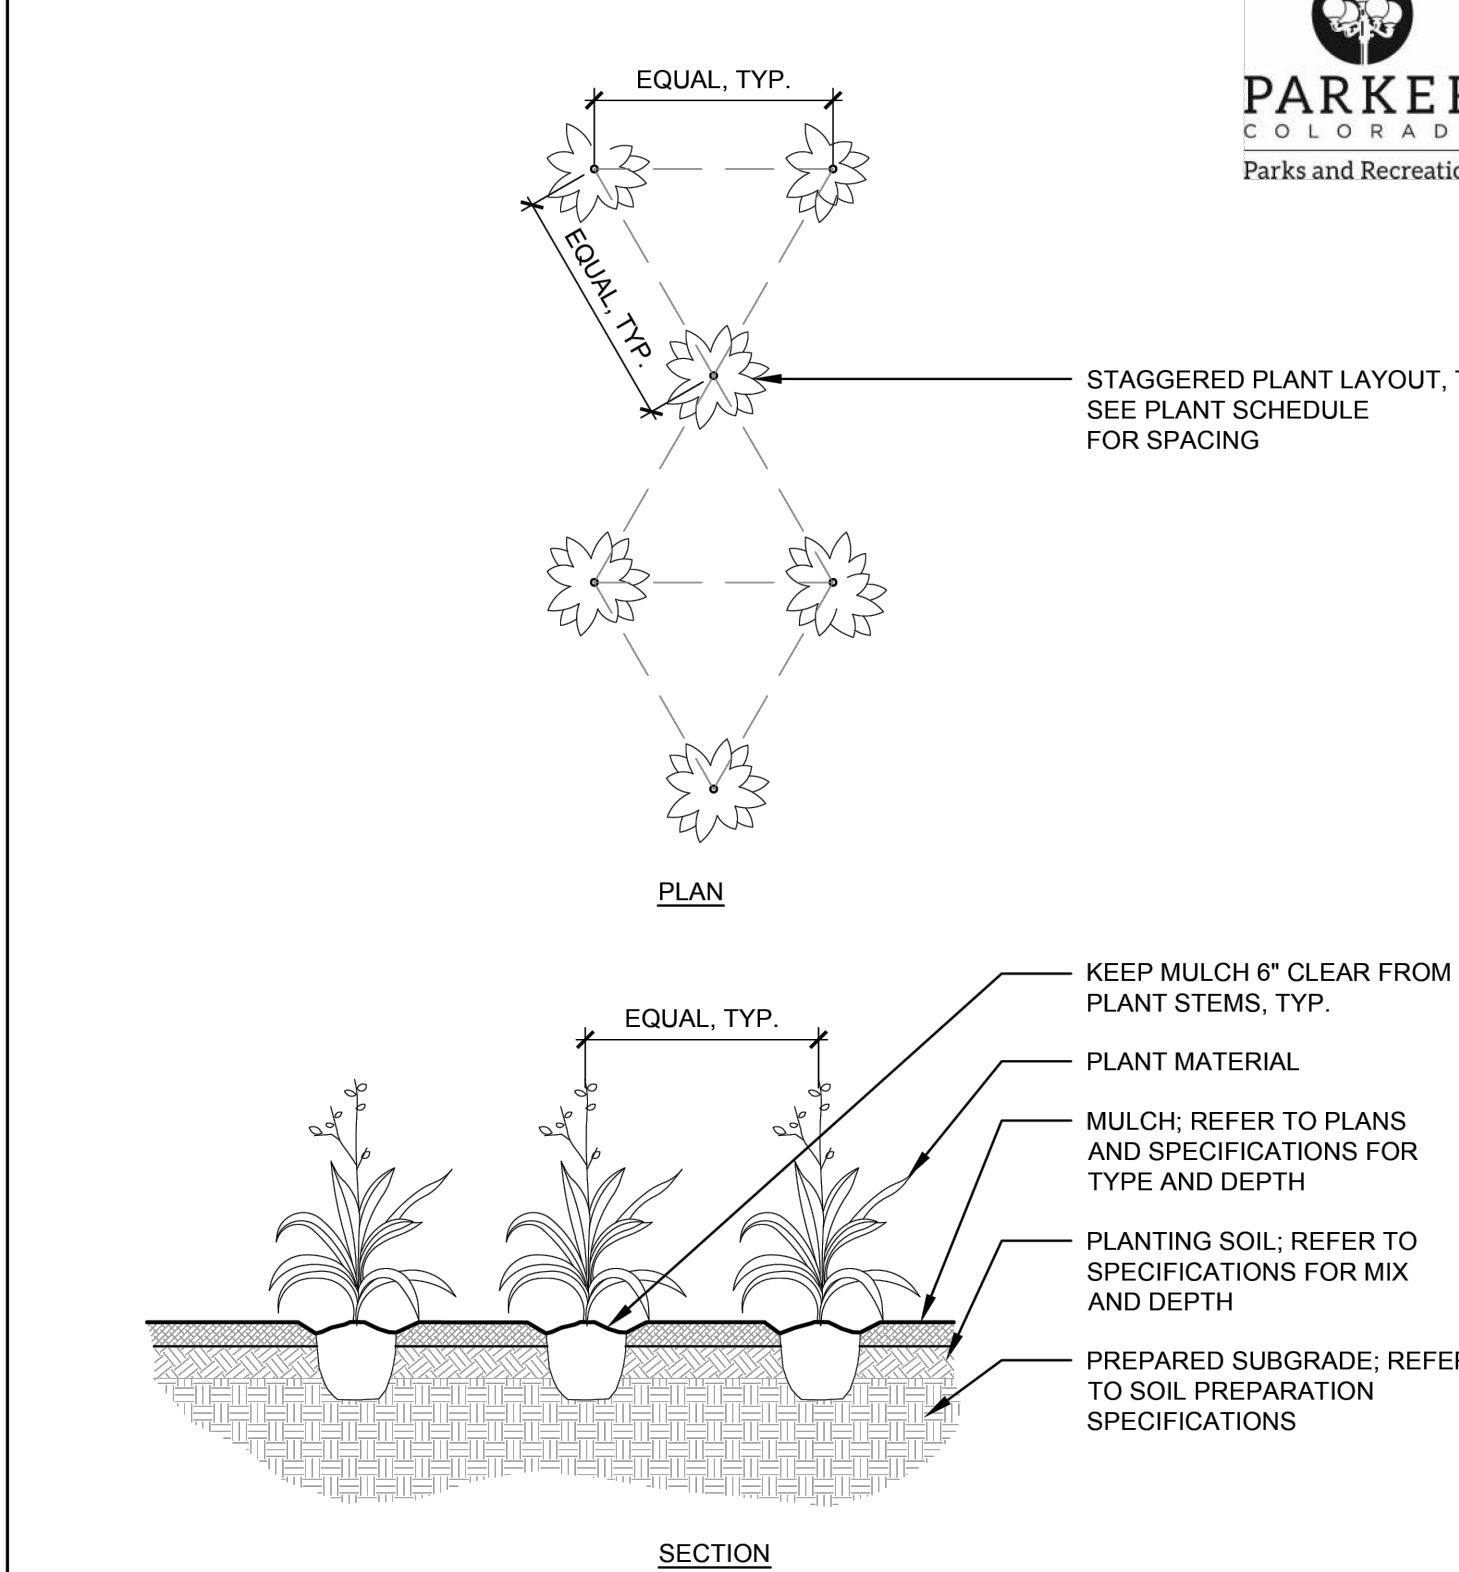 EQUAL, TYP.
PARKER
COLORAD
Parks and Recreatio
EQUAL, TYP.
STAGGERED PLANT LAYOUT, T
SEE PLANT SCHEDULE
FOR SPACING
PLAN
KEEP MULCH 6" CLEAR FROM
PLANT STEMS, TYP.
EQUAL, TYP.
PLANT MATERIAL
MULCH; REFER TO PLANS
AND SPECIFICATIONS FOR
TYPE AND DEPTH
PLANTING SOIL; REFER TO
SPECIFICATIONS FOR MIX
AND DEPTH
PREPARED SUBGRADE; REFER
TO SOIL PREPARATION
SPECIFICATIONS
SECTION